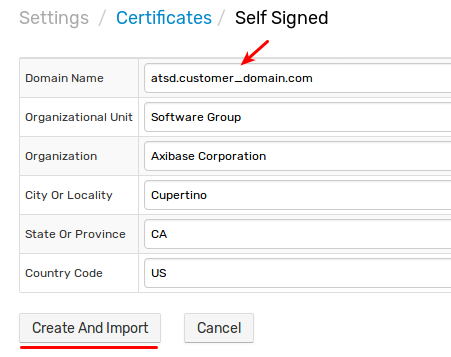 Settings / Certificates / Self Signed
Domain Name atsd.customer_domain.com
Organizational Unit Software Group
Organization Axibase Corporation
City Or Locality Cupertino
State Or Province CA
Country Code US
Create And Import Cancel